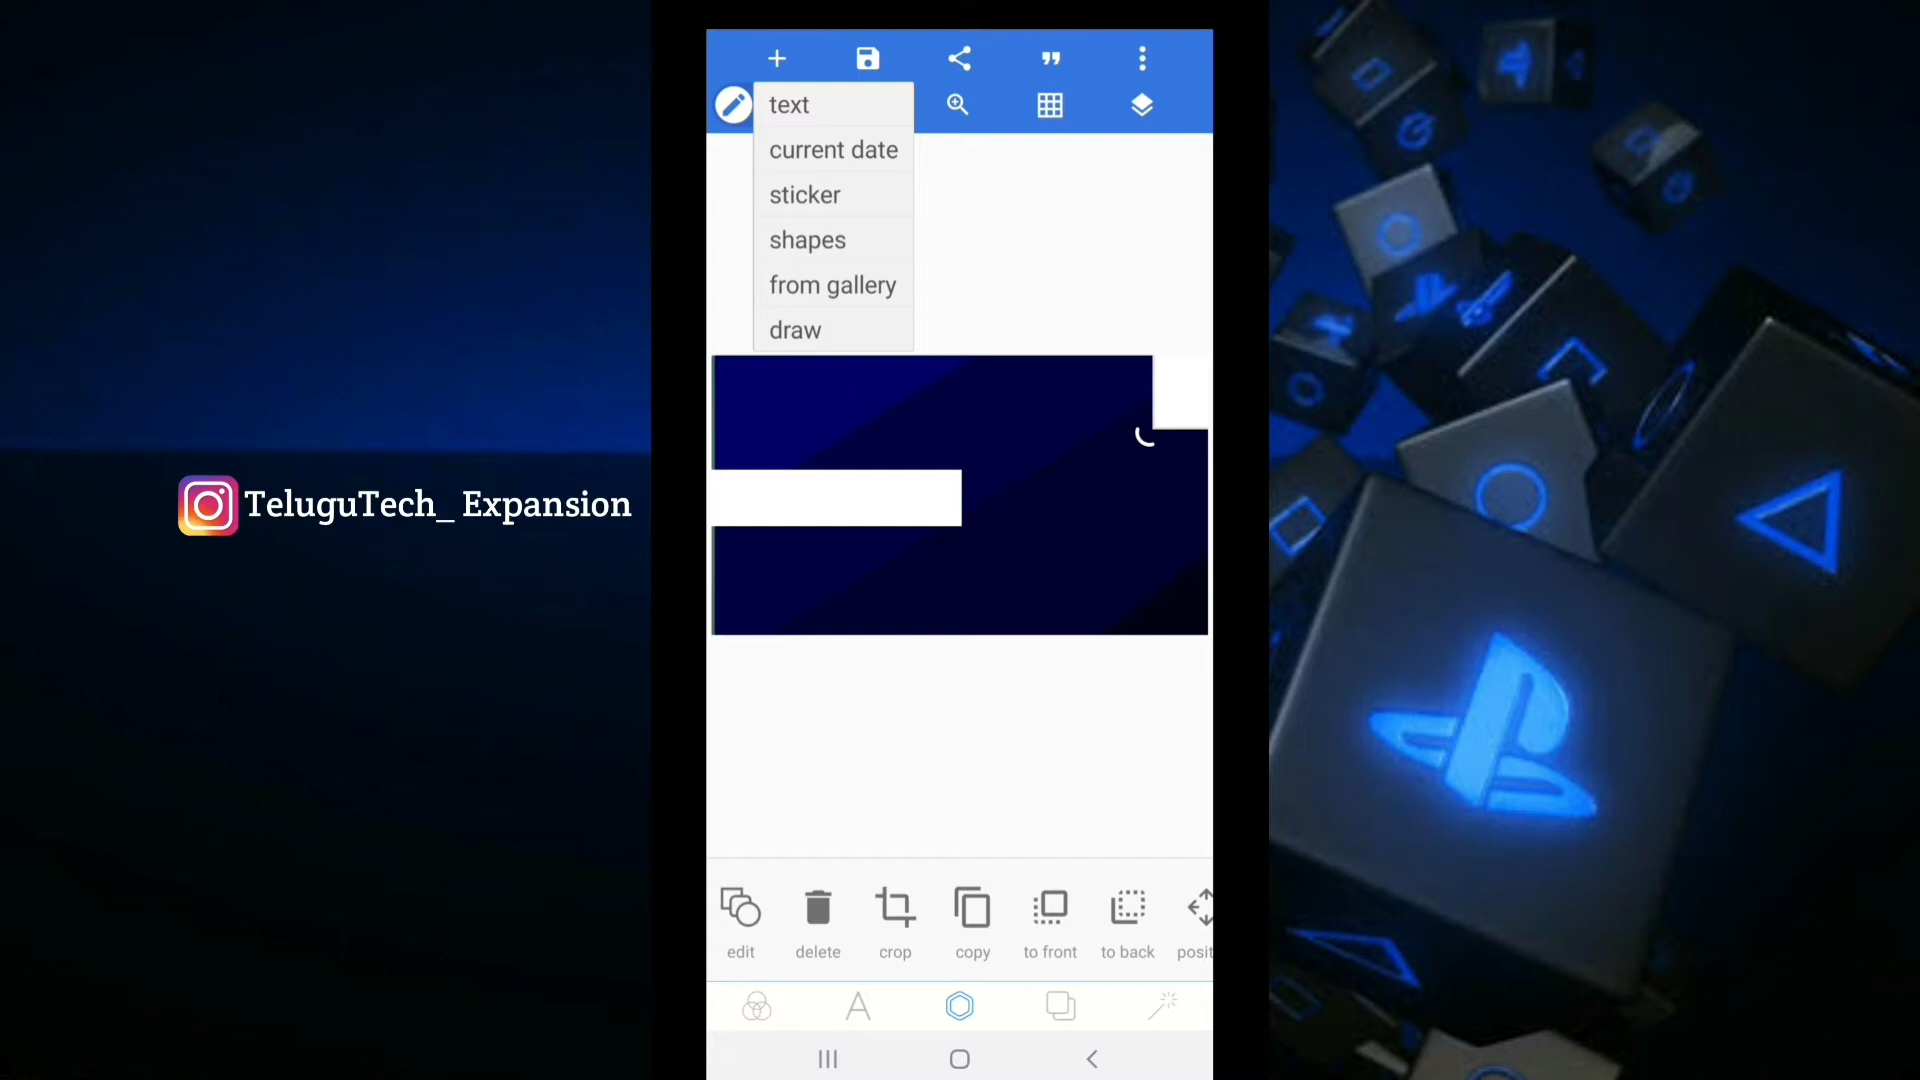 text
current date
sticker
shapes
from gallery
draw
TeluguTech_ Expansion
edit
delete
crop
copy
to front
to back
posit